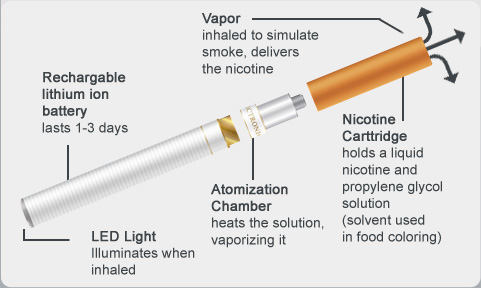 Vapor
inhaled to simulate
smoke, delivers
the nicotine
Rechargable
lithium ion
battery
lasts 1-3 days
CTRONI
Nicotine
Carttridge
holds a liquid
nicotine and
propylene glycol
solution
(solvent used
in food coloring)
Atomization
Chamber
heats the solution,
vaporizing it
LED Light
Illuminates when
inhaled